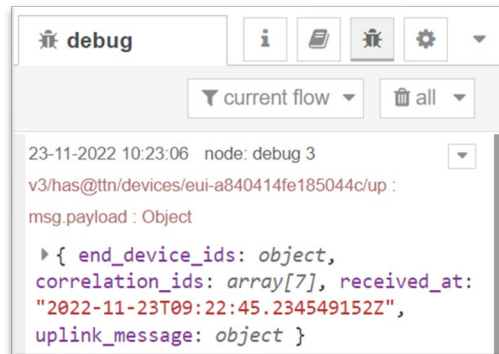 debug
i
current flow
all
23-11-2022 10:23:06 node: debug 3
v3/has@ttn/devices/eui-a840414fe185044c/up :
msg.payload : Object
{ end_device_ids: object,
correlation_ids: array[7], received_at:
"2022-11-23T09:22:45.234549152Z",
uplink_message: object }